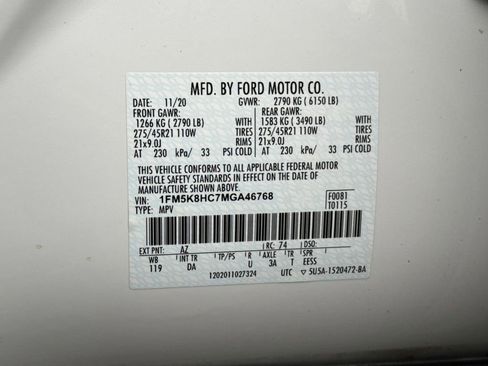 MFD. BY FORD MOTOR CO.
DATE: 11/20 GVWR: 2790 KG ( 6150 LB)
FRONT GAWR: REAR GAWR:
1266 KG ( 2790 LB) WITH 1583 KG ( 3490 LB) WITH
275/45R21 110W TIRES 275/45R21 110W TIRES
21x9.0J RIMS 21x9.0J RIMS
AT 230 kPa/ 33 PSI COLD AT 230 kPa/ 33 PSI COLD
THIS VEHICLE CONFORMS TO ALL APPLICABLE FEDERAL MOTOR
VEHICLE SAFETY AND THEFT PREVENTION STANDARDS IN EFFECT ON THE DATE OF
MANUFACTURE SHOWN ABOVE.
VIN: 1FM5K8HC7MGA46768 F0081
TYPE: MPV T0115
EXT PNT: AZ RC: 74 DSO:
WB INT TR TP/PS R AXLE TR SPR
119 DA U 3A T EESS
1202011027324 UTC ▽ 5U5A-1520472-BA